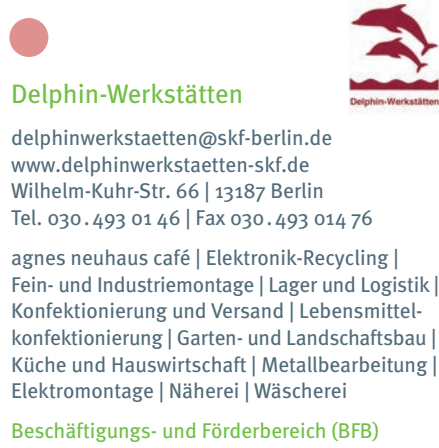 Delphin-Werkstätten
Delphin-Werkstätten
delphinwerkstaetten@skf-berlin.de
www.delphinwerkstaetten-skf.de
Wilhelm-Kuhr-Str. 66 | 13187 Berlin
Tel. 030.493 01 46 | Fax 030.493 014 76
agnes neuhaus café | Elektronik-Recycling |
Fein- und Industriemontage | Lager und Logistik |
Konfektionierung und Versand | Lebensmittel-
konfektionierung | Garten- und Landschaftsbau |
Küche und Hauswirtschaft | Metallbearbeitung |
Elektromontage | Näherei | Wäscherei
Beschäftigungs- und Förderbereich (BFB)